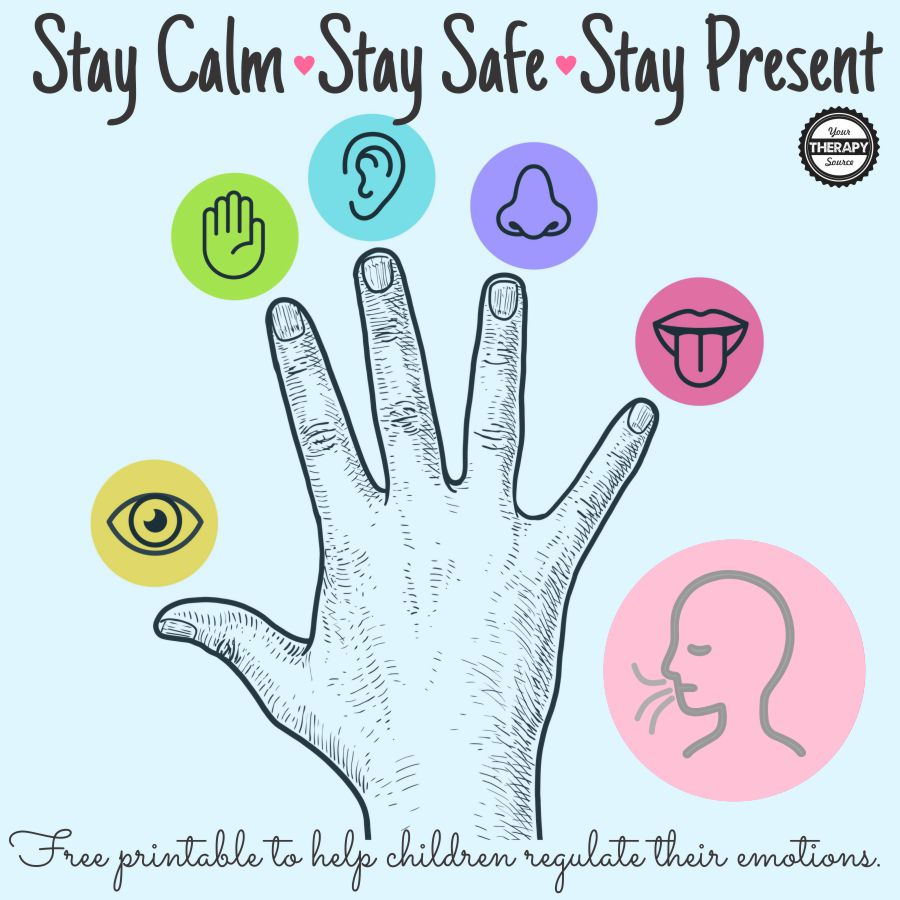 Stay Calm ♥ Stay Safe ♥ Stay Present
Your
THERAPY
Source
Free printable to help children regulate their emotions.